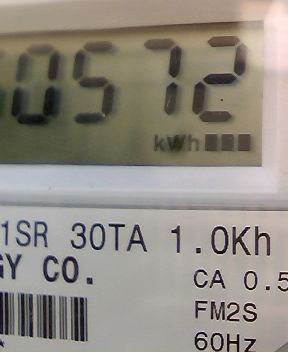 0572
kWh
1SR 30TA 1.0Kh
GY CO.
CA 0.5
FM2S
60Hz